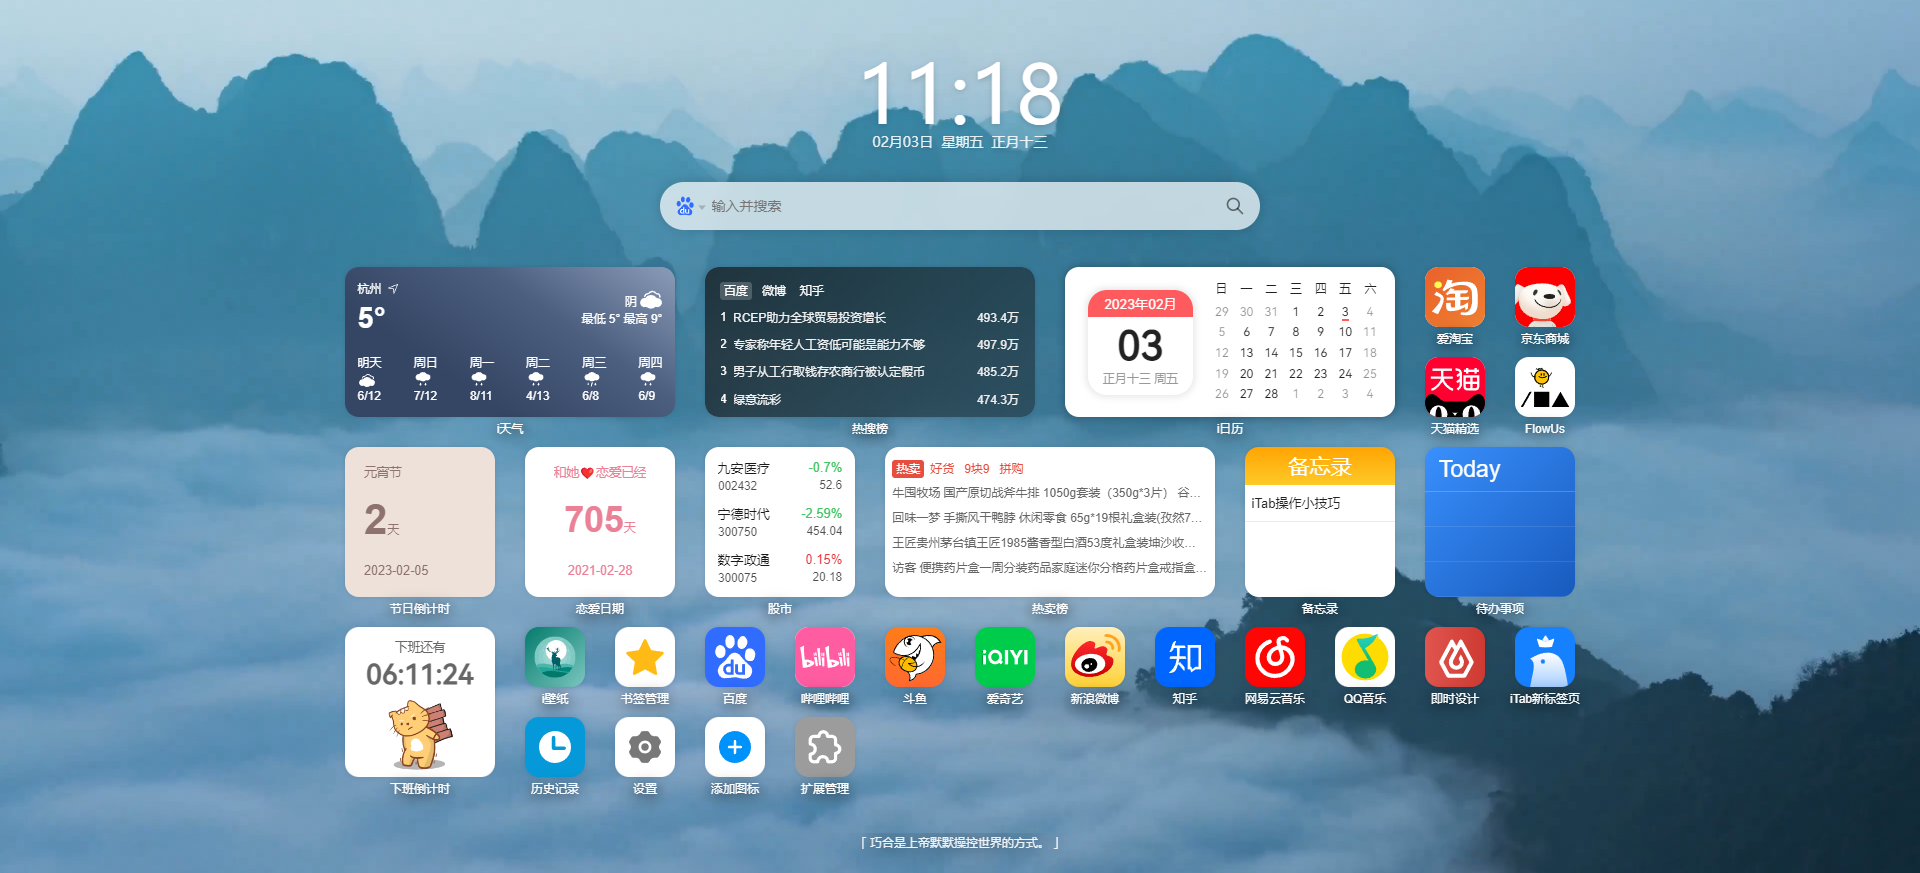 11:18
02月03日 星期五 正月十三
du 输入并搜索
杭州
5°
阴
最低 5° 最高 9°
明天 周日 周一 周二 周三 周四
6/12 7/12 8/11 4/13 6/8 6/9
i天气
百度 微博 知乎
1 RCEP助力全球贸易投资增长 493.4万
2 专家称年轻人工资低可能是能力不够 497.9万
3 男子从工行取钱存农商行被认定假币 485.2万
4 绿意流彩 474.3万
热搜榜
2023年02月
03
正月十三 周五
日 一 二 三 四 五 六
29 30 31 1 2 3 4
5 6 7 8 9 10 11
12 13 14 15 16 17 18
19 20 21 22 23 24 25
26 27 28 1 2 3 4
i日历
淘
爱淘宝
京东商城
天猫
天猫精选
FlowUs
元宵节
2天
2023-02-05
节日倒计时
和她❤恋爱已经
705天
2021-02-28
恋爱日期
九安医疗 -0.7%
002432 52.6
宁德时代 -2.59%
300750 454.04
数字政通 0.15%
300075 20.18
股市
热卖 好货 9块9 拼购
牛囤牧场 国产原切战斧牛排 1050g套装（350g*3片） 谷...
回味一梦 手撕风干鸭脖 休闲零食 65g*19根礼盒装(孜然7...
王匠贵州茅台镇王匠1985酱香型白酒53度礼盒装坤沙收...
访客 便携药片盒一周分装药品家庭迷你分格药片盒戒指盒...
热卖榜
备忘录
iTab操作小技巧
备忘录
Today
待办事项
下班还有
06:11:24
下班倒计时
i壁纸
书签管理
du
百度
bilibili
哔哩哔哩
斗鱼
iQIYI
爱奇艺
新浪微博
知
知乎
网易云音乐
QQ音乐
即时设计
iTab新标签页
历史记录
设置
添加图标
扩展管理
「 巧合是上帝默默操控世界的方式。 」